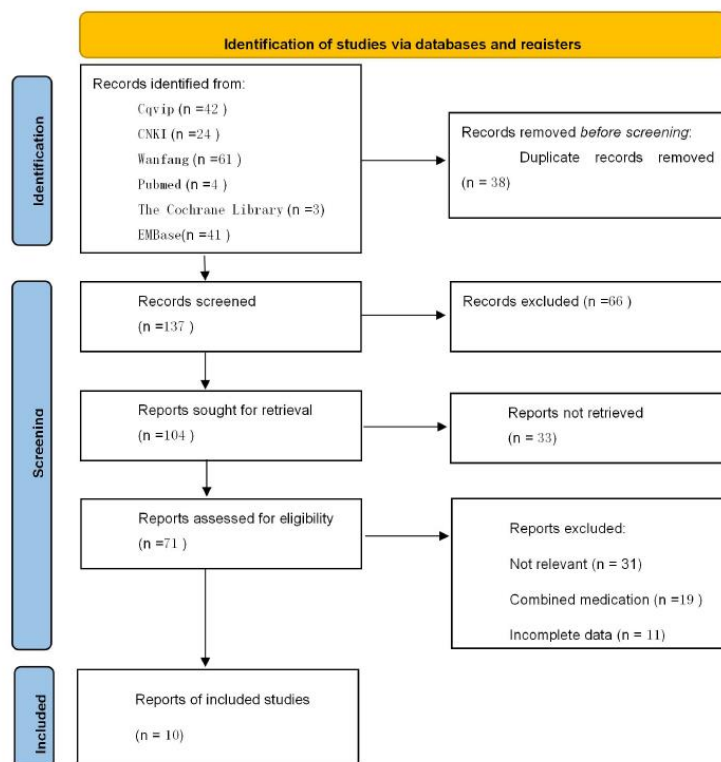 Identification of studies via databases and registers
Identification
Records identified from:
Cqvip (n =42 )
CNKI (n =24 )
Wanfang (n =61 )
Pubmed (n =4 )
The Cochrane Library (n =3)
EMBase(n =41 )
Records removed before screening:
Duplicate records removed
(n = 38)
Screening
Records screened
(n =137 )
Records excluded (n =66 )
Reports sought for retrieval
(n =104 )
Reports not retrieved
(n = 33)
Reports assessed for eligibility
(n =71 )
Reports excluded:
Not relevant (n = 31)
Combined medication (n =19 )
Incomplete data (n = 11)
Included
Reports of included studies
(n = 10)